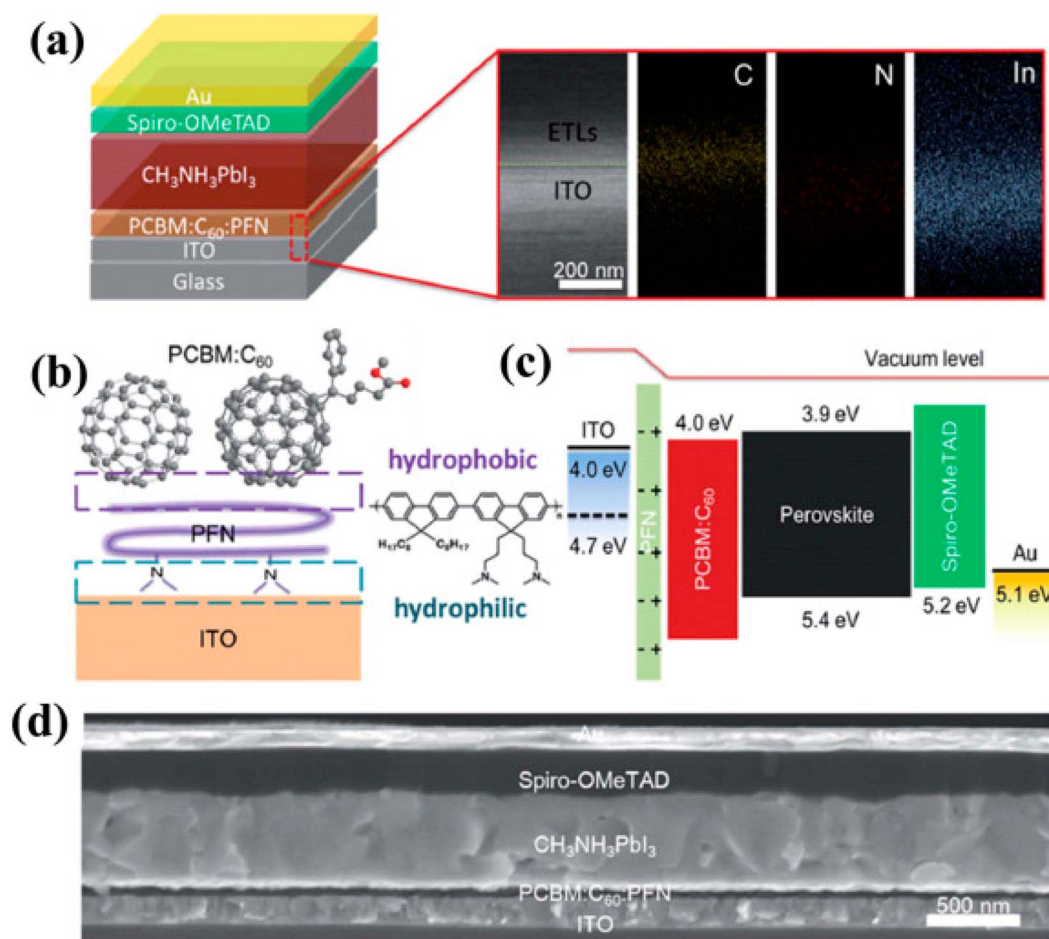 (a)
Au
Spiro-OMeTAD
CH₃NH₃PbI₃
PCBM:C₆₀:PFN
ITO
Glass
ETLs
ITO
200 nm
C
N
In
(b)
PCBM:C₆₀
hydrophobic
PFN
N
N
hydrophilic
ITO
H₁₇C₈
C₈H₁₇
n
N
N
(c)
Vacuum level
ITO
4.0 eV
4.7 eV
- +
- +
- +
- +
- +
PFN
4.0 eV
PCBM:C₆₀
3.9 eV
Perovskite
5.4 eV
Spiro-OMeTAD
5.2 eV
Au
5.1 eV
(d)
Au
Spiro-OMeTAD
CH₃NH₃PbI₃
PCBM:C₆₀:PFN
ITO
500 nm